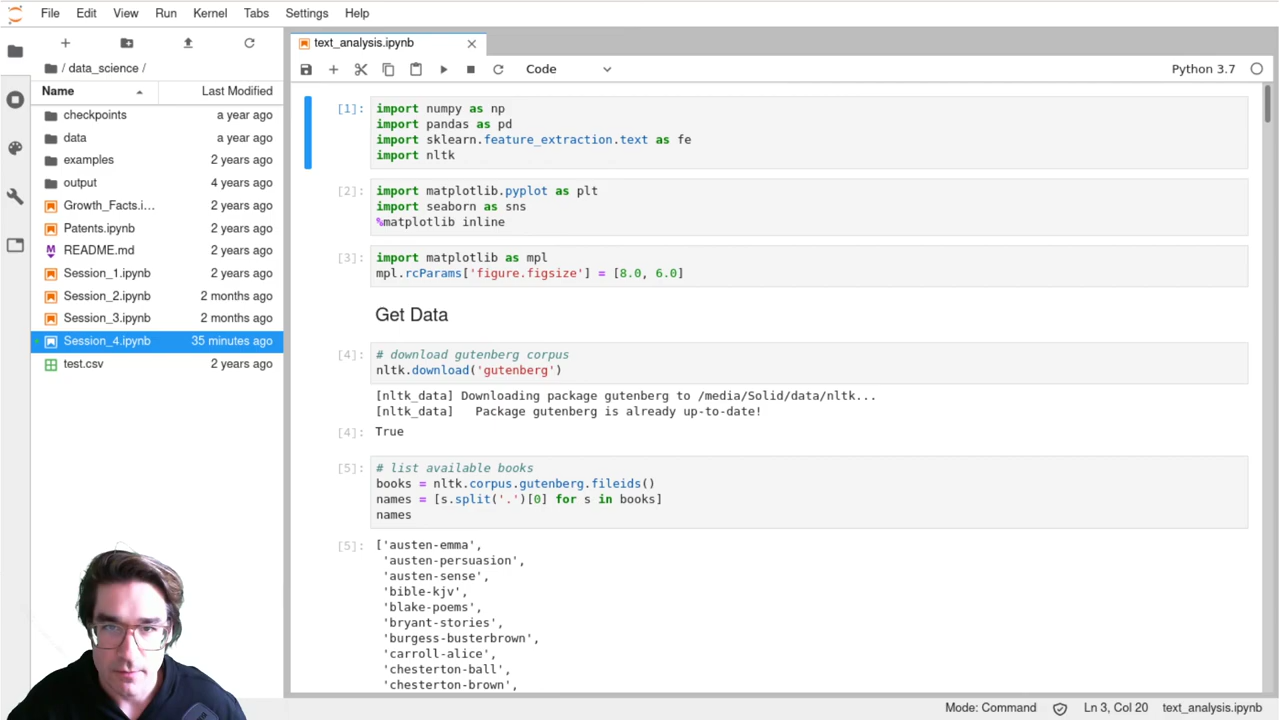 File Edit View Run Kernel Tabs Settings Help
/ data_science /
Name Last Modified
checkpoints a year ago
data a year ago
examples 2 years ago
output 4 years ago
Growth_Facts.i... 2 years ago
Patents.ipynb 2 years ago
README.md 2 years ago
Session_1.ipynb 2 years ago
Session_2.ipynb 2 months ago
Session_3.ipynb 2 months ago
Session_4.ipynb 35 minutes ago
test.csv 2 years ago
text_analysis.ipynb
Code
Python 3.7
[1]: import numpy as np
import pandas as pd
import sklearn.feature_extraction.text as fe
import nltk
[2]: import matplotlib.pyplot as plt
import seaborn as sns
%matplotlib inline
[3]: import matplotlib as mpl
mpl.rcParams['figure.figsize'] = [8.0, 6.0]
Get Data
[4]: # download gutenberg corpus
nltk.download('gutenberg')
[nltk_data] Downloading package gutenberg to /media/Solid/data/nltk...
[nltk_data]   Package gutenberg is already up-to-date!
[4]: True
[5]: # list available books
books = nltk.corpus.gutenberg.fileids()
names = [s.split('.')[0] for s in books]
names
[5]: ['austen-emma',
'austen-persuasion',
'austen-sense',
'bible-kjv',
'blake-poems',
'bryant-stories',
'burgess-busterbrown',
'carroll-alice',
'chesterton-ball',
'chesterton-brown',
Mode: Command Ln 3, Col 20 text_analysis.ipynb